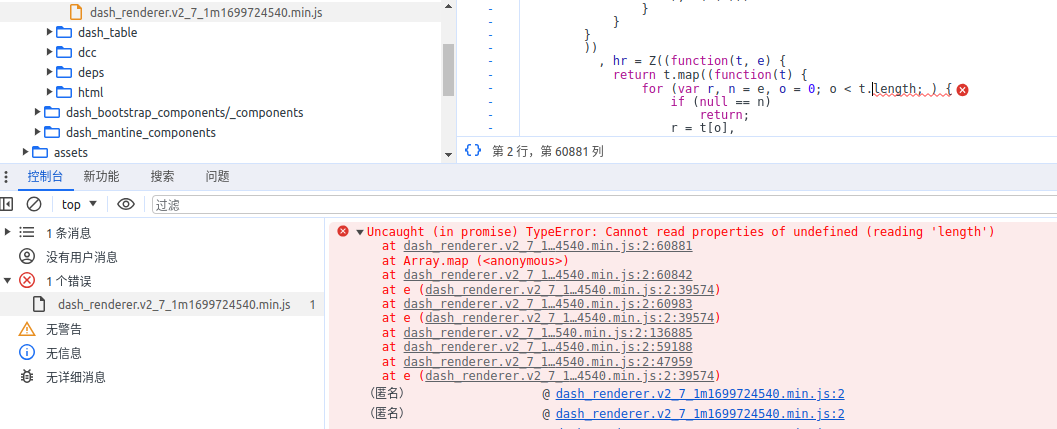 dash_renderer.v2_7_1m1699724540.min.js
dash_table
dcc
deps
html
dash_bootstrap_components/_components
dash_mantine_components
assets
- }
- }
- }
- ))
- , hr = Z((function(t, e) {
- return t.map((function(t) {
- for (var r, n = e, o = 0; o < t.length; ) {
- if (null == n)
- return;
- r = t[o],
{} 第 2 行，第 60881 列
控制台 新功能 搜索 问题
top 过滤
1 条消息
没有用户消息
1 个错误
dash_renderer.v2_7_1m1699724540.min.js 1
无警告
无信息
无详细消息
Uncaught (in promise) TypeError: Cannot read properties of undefined (reading 'length')
at dash_renderer.v2_7_1…4540.min.js:2:60881
at Array.map (<anonymous>)
at dash_renderer.v2_7_1…4540.min.js:2:60842
at e (dash_renderer.v2_7_1…4540.min.js:2:39574)
at dash_renderer.v2_7_1…4540.min.js:2:60983
at e (dash_renderer.v2_7_1…4540.min.js:2:39574)
at dash_renderer.v2_7_1…540.min.js:2:136885
at dash_renderer.v2_7_1…4540.min.js:2:59188
at dash_renderer.v2_7_1…4540.min.js:2:47959
at e (dash_renderer.v2_7_1…4540.min.js:2:39574)
（匿名） @ dash_renderer.v2_7_1m1699724540.min.js:2
（匿名） @ dash_renderer.v2_7_1m1699724540.min.js:2